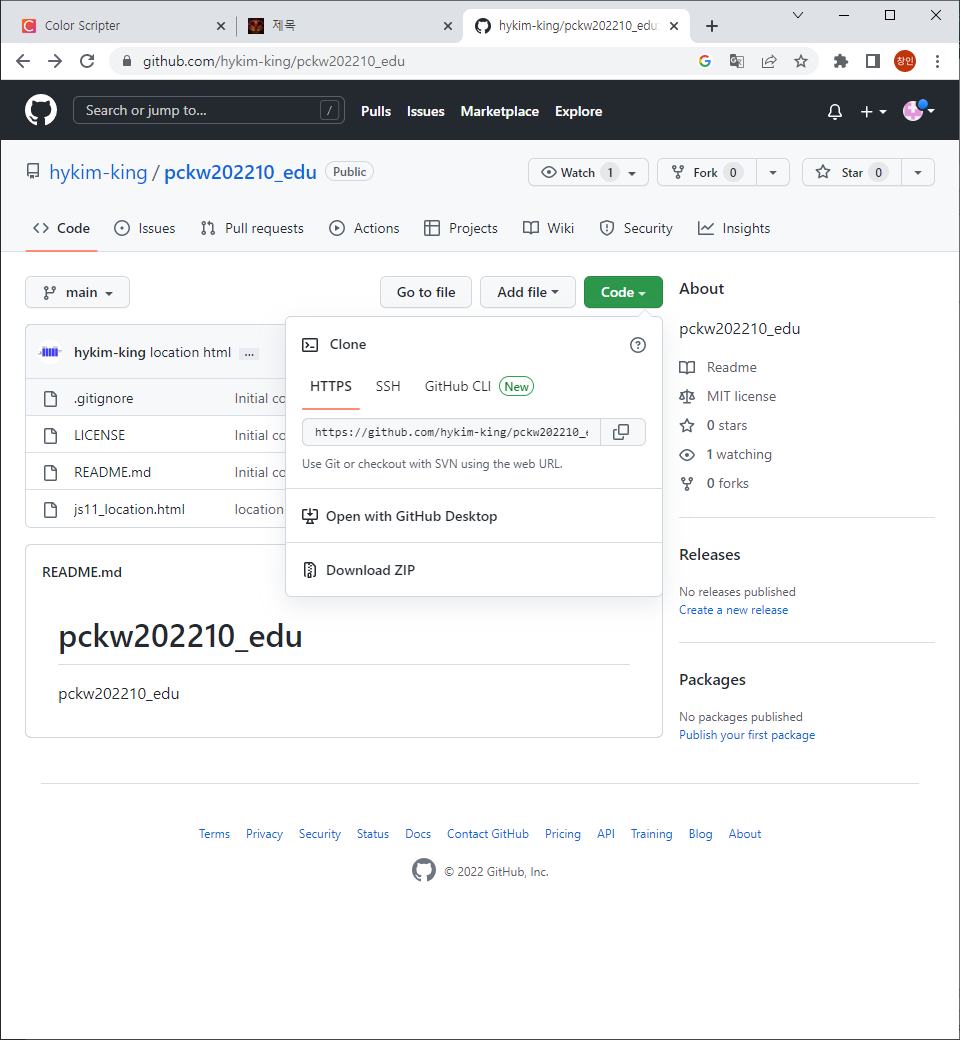 Color Scripter
제목
hykim-king/pckw202210_edu:
github.com/hykim-king/pckw202210_edu
창인
Search or jump to...
/
Pulls
Issues
Marketplace
Explore
hykim-king / pckw202210_edu
Public
Watch 1
Fork 0
Star 0
Code
Issues
Pull requests
Actions
Projects
Wiki
Security
Insights
main
Go to file
Add file
Code
hykim-king location html ...
.gitignore Initial co
LICENSE Initial co
README.md Initial co
js11_location.html location
Clone
HTTPS
SSH
GitHub CLI New
https://github.com/hykim-king/pckw202210_e
Use Git or checkout with SVN using the web URL.
Open with GitHub Desktop
Download ZIP
README.md
pckw202210_edu
pckw202210_edu
About
pckw202210_edu
Readme
MIT license
0 stars
1 watching
0 forks
Releases
No releases published
Create a new release
Packages
No packages published
Publish your first package
Terms
Privacy
Security
Status
Docs
Contact GitHub
Pricing
API
Training
Blog
About
© 2022 GitHub, Inc.